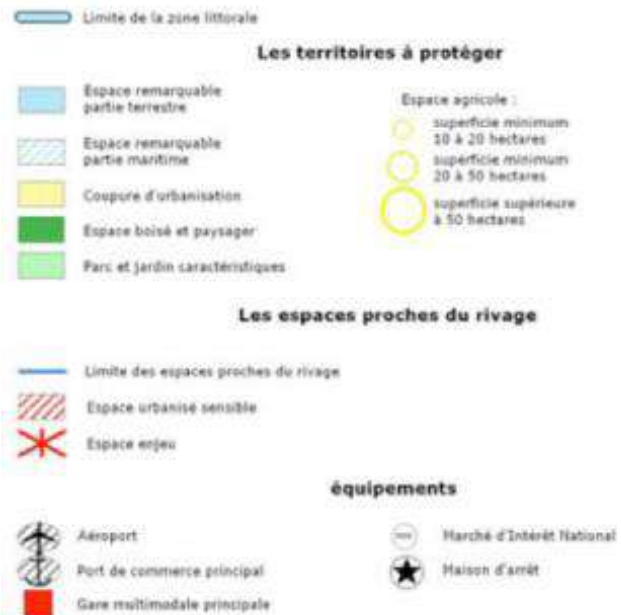 Limite de la zone littorale
Les territoires à protéger
Espace remarquable
partie terrestre
Espace remarquable
partie maritime
Coupure d'urbanisation
Espace boisé et paysager
Parc et jardin caractéristiques
Espace agricole :
superficie minimum
10 à 20 hectares
superficie minimum
20 à 50 hectares
superficie supérieure
à 50 hectares
Les espaces proches du rivage
Limite des espaces proches du rivage
Espace urbanisé sensible
Espace enjeu
équipements
Aéroport
Port de commerce principal
Gare multimodale principale
Marché d'Intérêt National
Maison d'arrêt